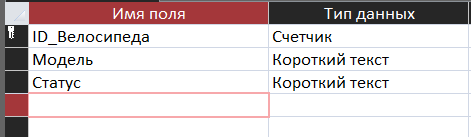 Имя поля Тип данных
ID_Велосипеда Счетчик
Модель Короткий текст
Статус Короткий текст